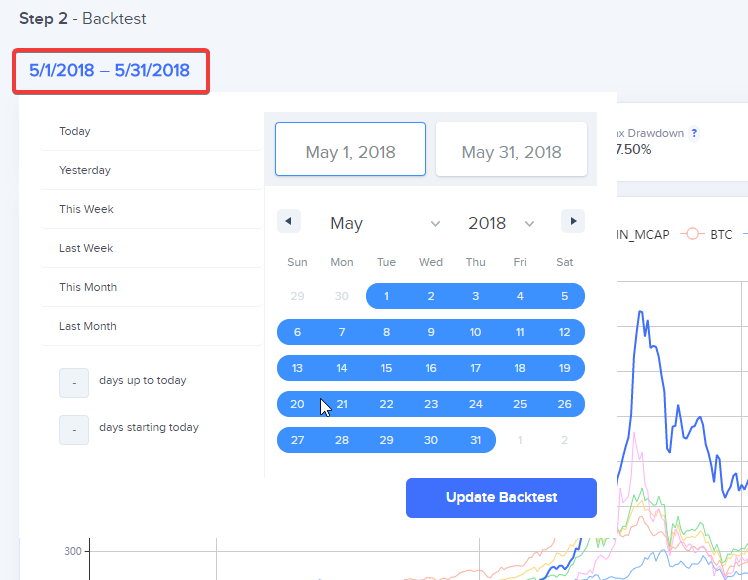 Step 2 - Backtest
5/1/2018 – 5/31/2018
Today
Yesterday
This Week
Last Week
This Month
Last Month
- days up to today
- days starting today
May 1, 2018
May 31, 2018
May 2018
Sun Mon Tue Wed Thu Fri Sat
29 30 1 2 3 4 5
6 7 8 9 10 11 12
13 14 15 16 17 18 19
20 21 22 23 24 25 26
27 28 29 30 31 1 2
Update Backtest
x Drawdown ?
7.50%
IN_MCAP BTC
300